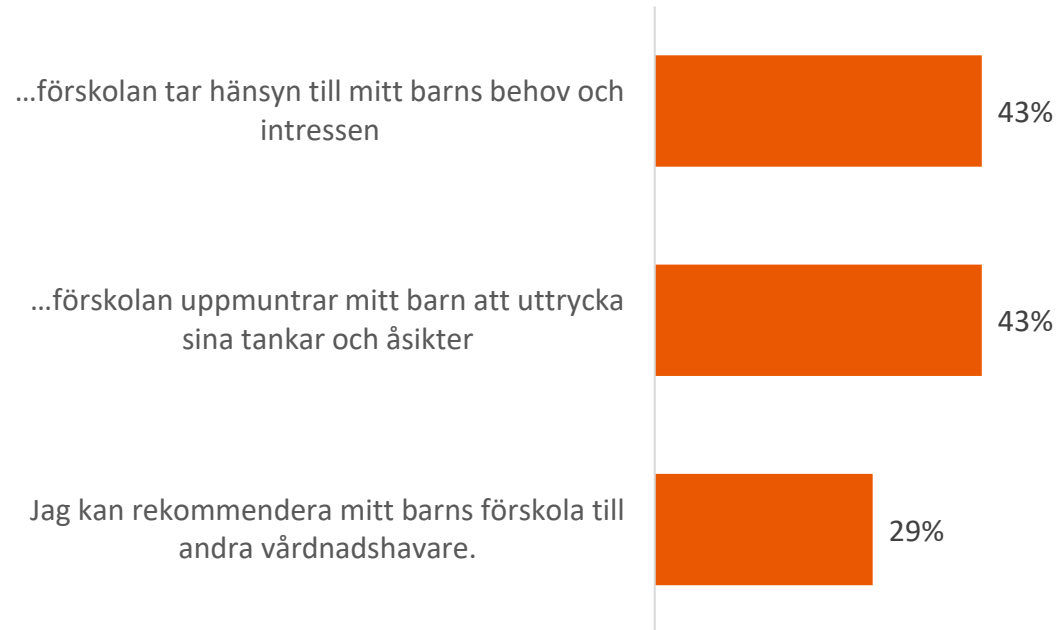 …förskolan tar hänsyn till mitt barns behov och
intressen
43%
…förskolan uppmuntrar mitt barn att uttrycka
sina tankar och åsikter
43%
Jag kan rekommendera mitt barns förskola till
andra vårdnadshavare.
29%